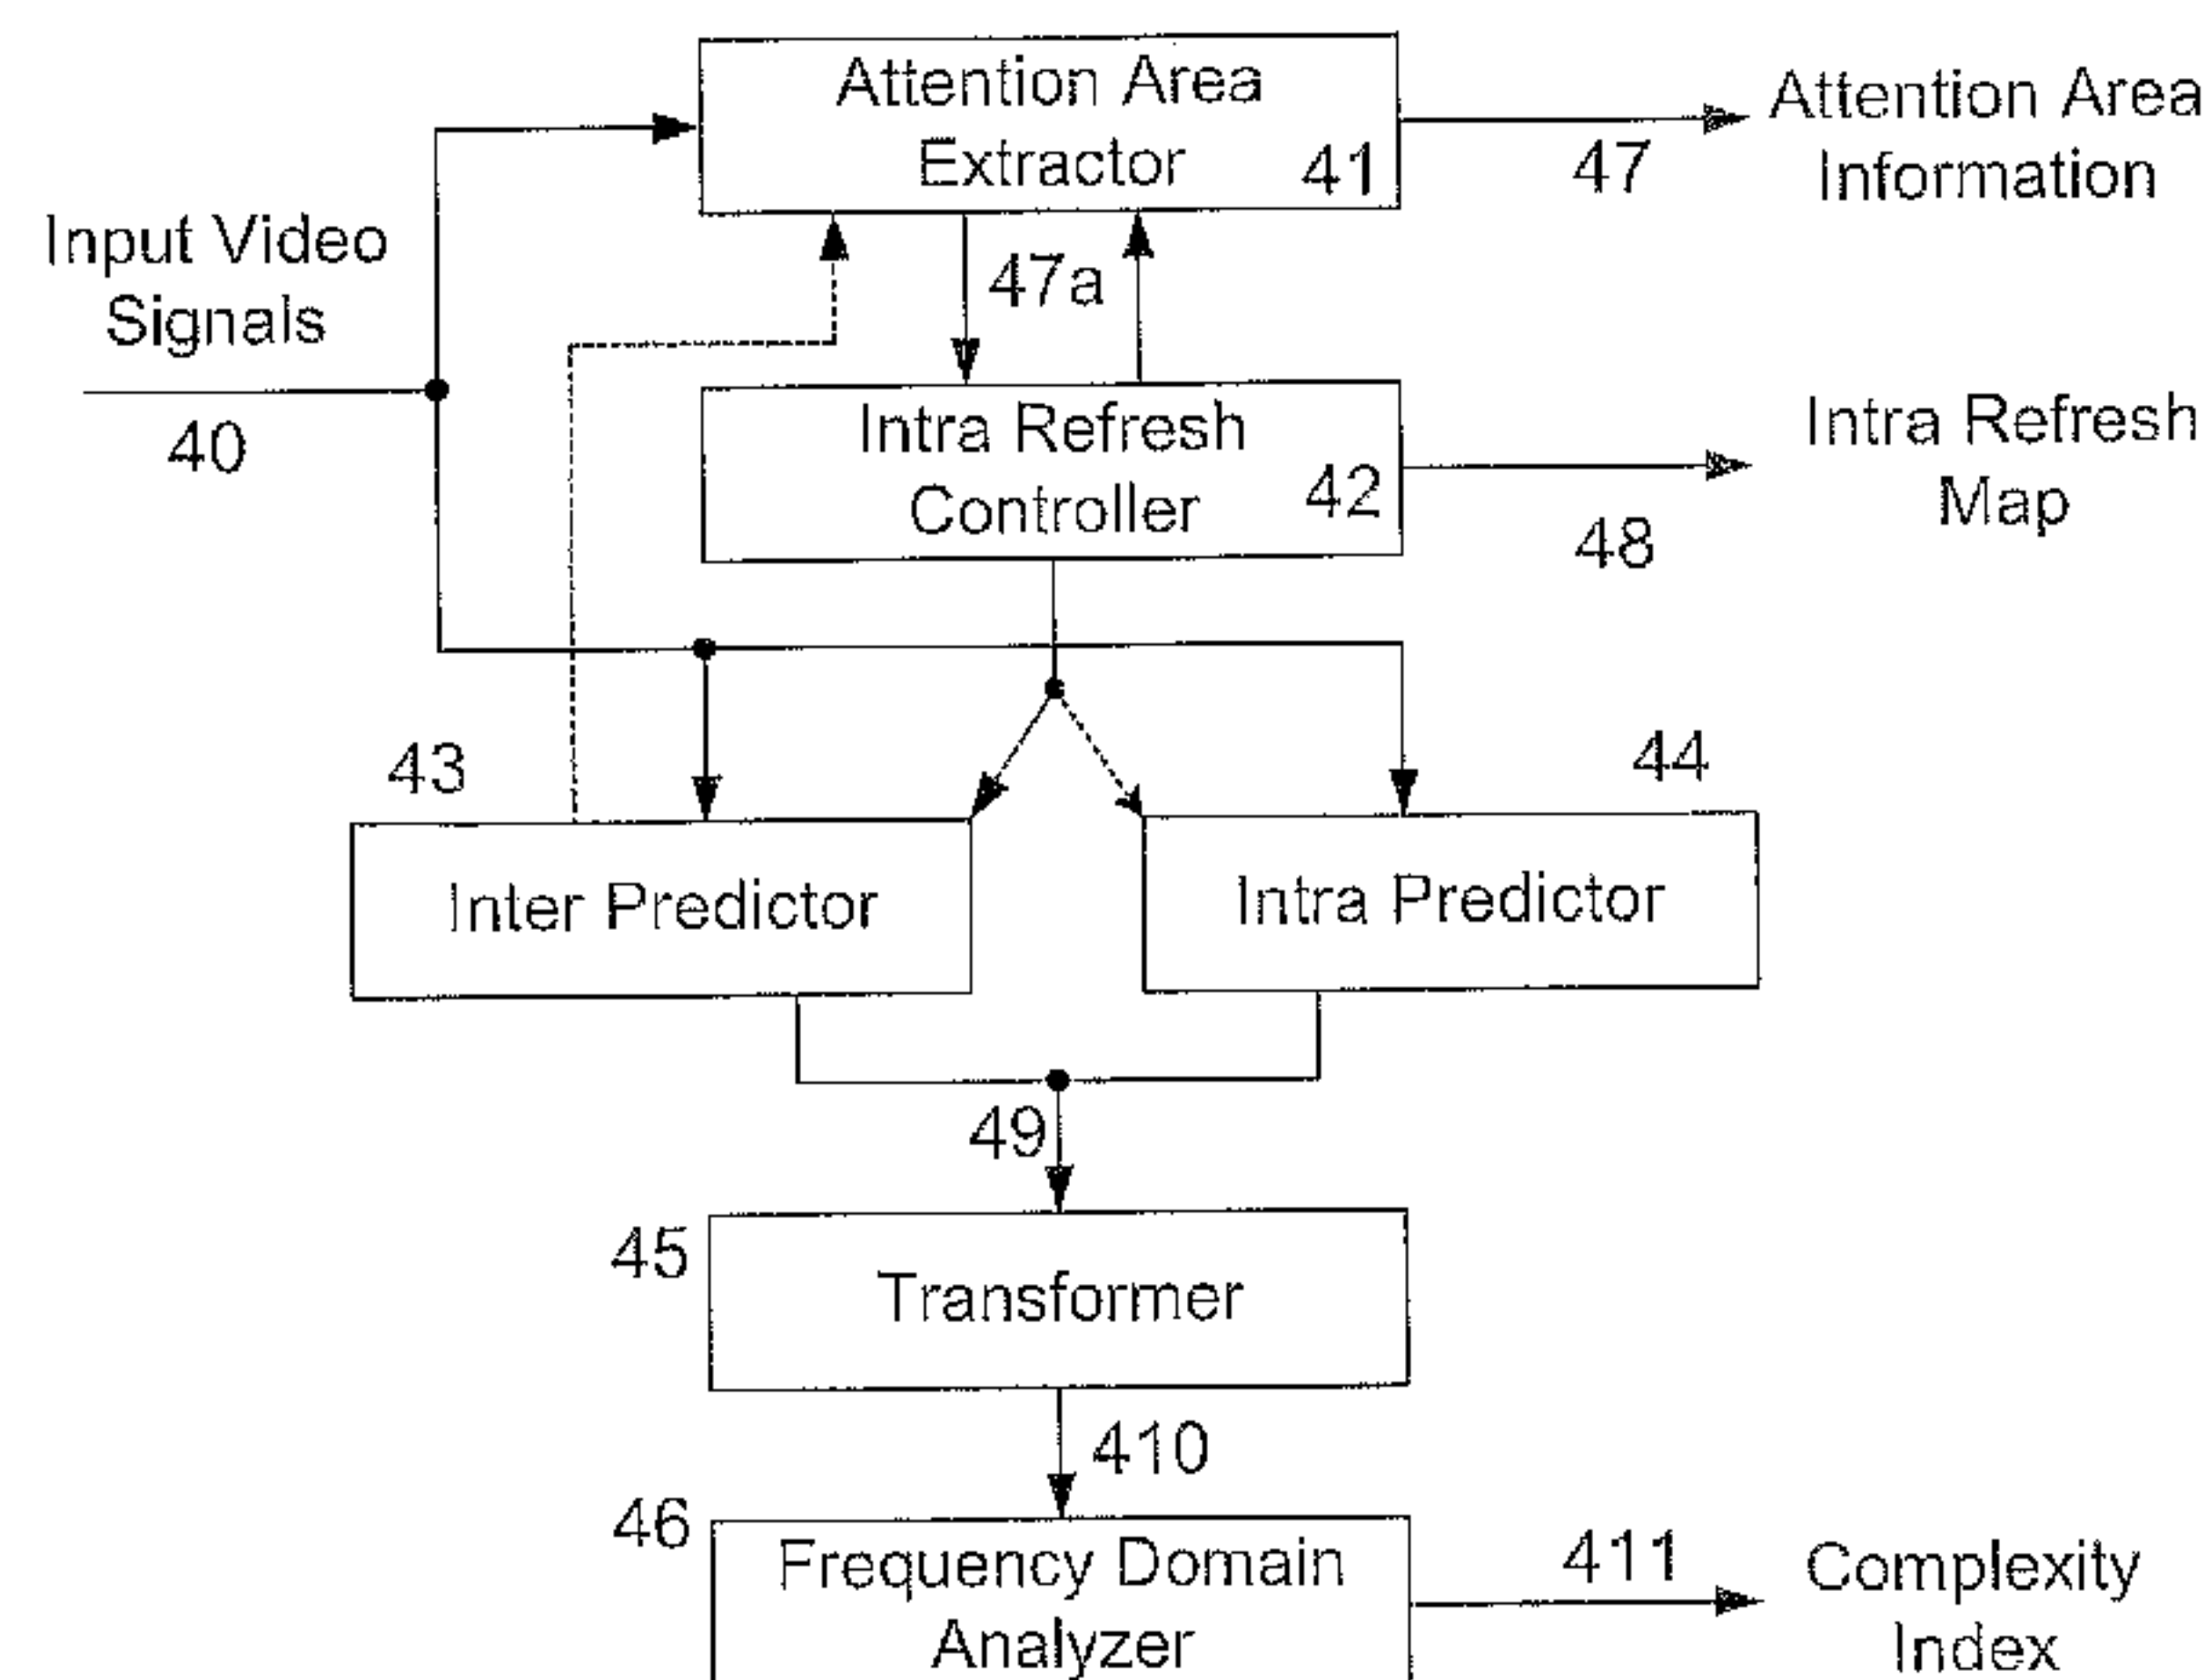 Attention Area
Extractor
41
Attention Area
Information
47
Input Video
Signals
40
47a
Intra Refresh
Controller
42
Intra Refresh
Map
48
43
44
Inter Predictor
Intra Predictor
49
45
Transformer
410
46
Frequency Domain
Analyzer
411
Complexity
Index